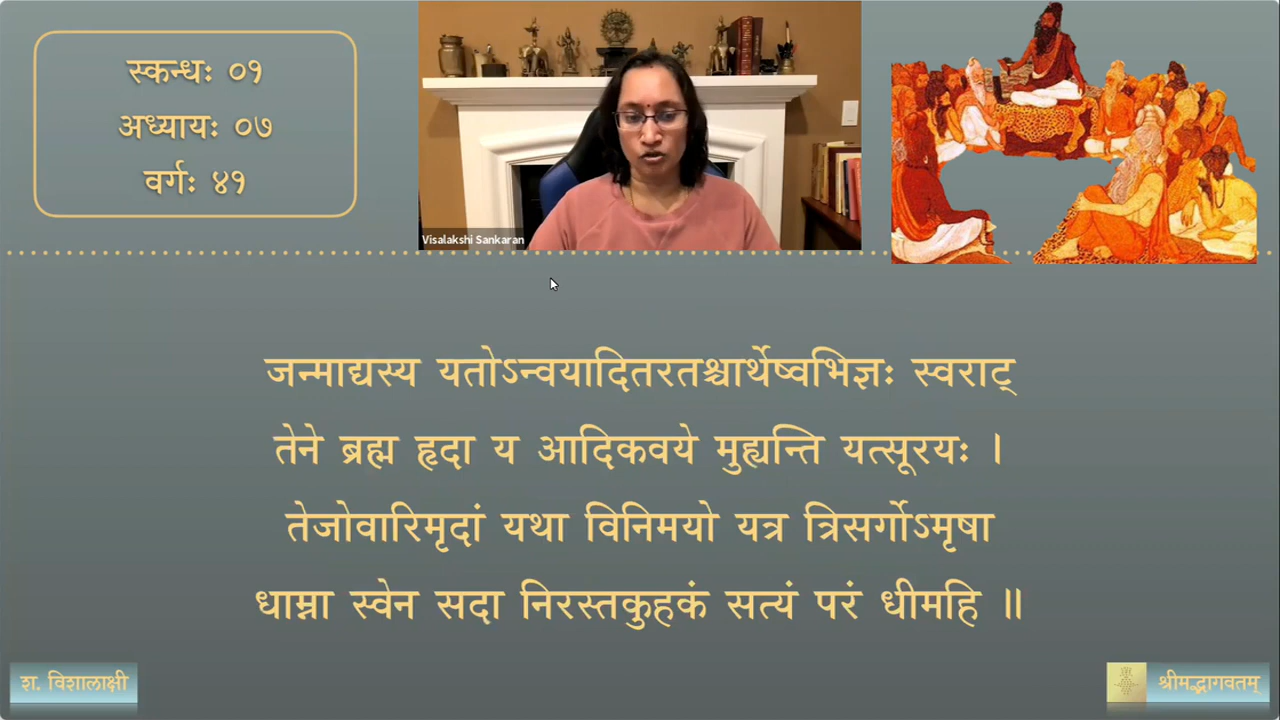 स्कन्धः ०१
अध्यायः ०७
वर्गः ४१
Visalakshi Sankaran
जन्माद्यस्य यतोऽन्वयादितरतश्चार्थेष्वभिज्ञः स्वराट्
तेने ब्रह्म हृदा य आदिकवये मुह्यन्ति यत्सूरयः ।
तेजोवारिमृदां यथा विनिमयो यत्र त्रिसर्गोऽमृषा
धाम्ना स्वेन सदा निरस्तकुहकं सत्यं परं धीमहि ॥
श. विशालाक्षी
श्रीमद्भागवतम्